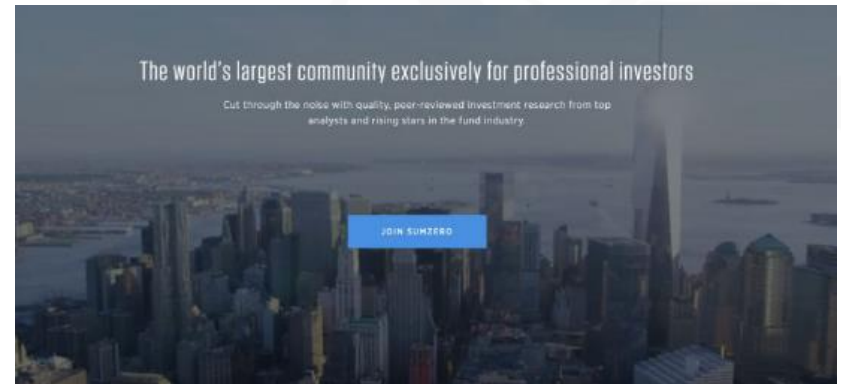 The world's largest community exclusively for professional investors
Cut through the noise with quality, peer-reviewed investment research from top
analysts and rising stars in the fund industry.
JOIN SUMZERO